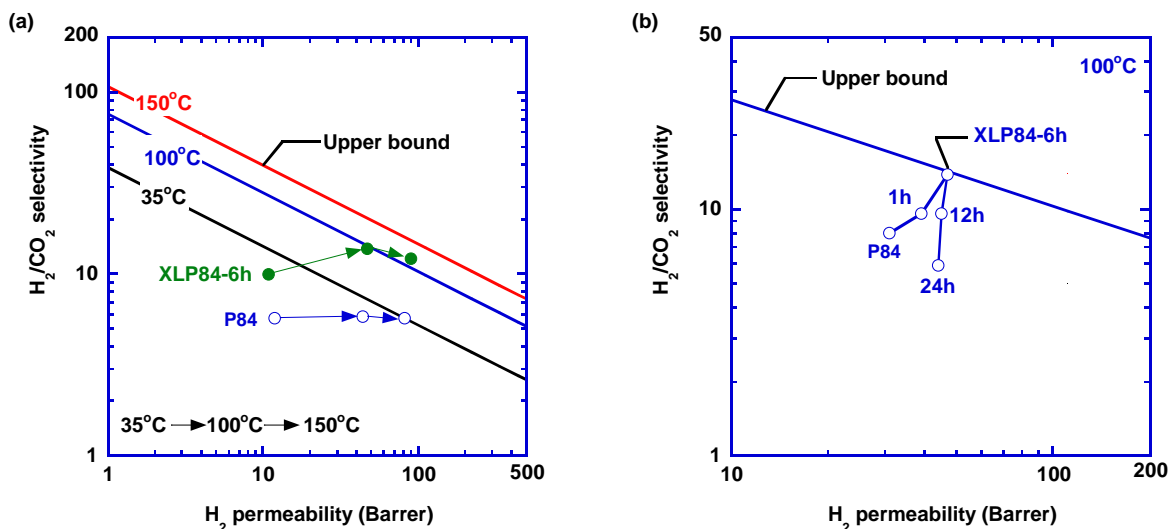 (a)
200
100
10
1
H₂/CO₂ selectivity
150°C
100°C
35°C
Upper bound
XLP84-6h
P84
35°C → 100°C → 150°C
1
10
100
500
H₂ permeability (Barrer)
(b)
50
10
1
H₂/CO₂ selectivity
100°C
Upper bound
XLP84-6h
1h
12h
P84
24h
10
100
200
H₂ permeability (Barrer)